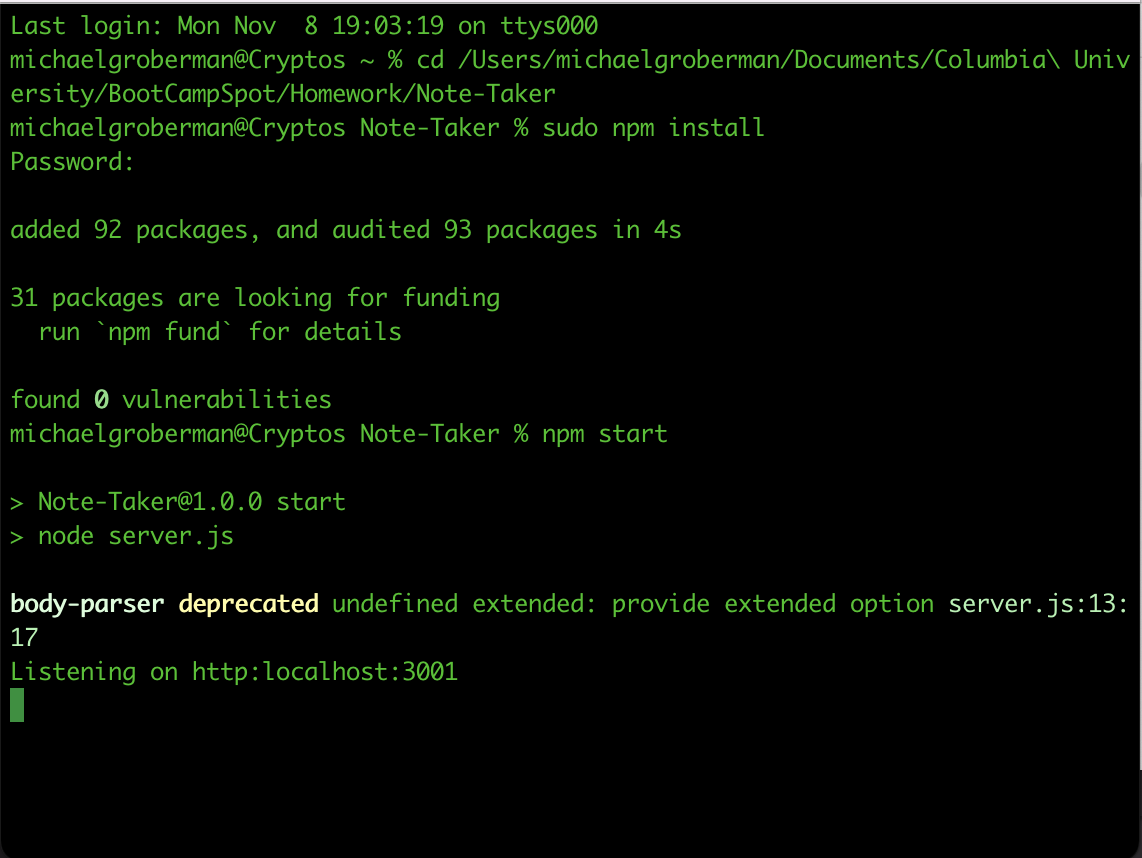 Last login: Mon Nov  8 19:03:19 on ttys000
michaelgroberman@Cryptos ~ % cd /Users/michaelgroberman/Documents/Columbia\ Univ
ersity/BootCampSpot/Homework/Note-Taker
michaelgroberman@Cryptos Note-Taker % sudo npm install
Password:

added 92 packages, and audited 93 packages in 4s

31 packages are looking for funding
  run `npm fund` for details

found 0 vulnerabilities
michaelgroberman@Cryptos Note-Taker % npm start

> Note-Taker@1.0.0 start
> node server.js

body-parser deprecated undefined extended: provide extended option server.js:13:
17
Listening on http:localhost:3001